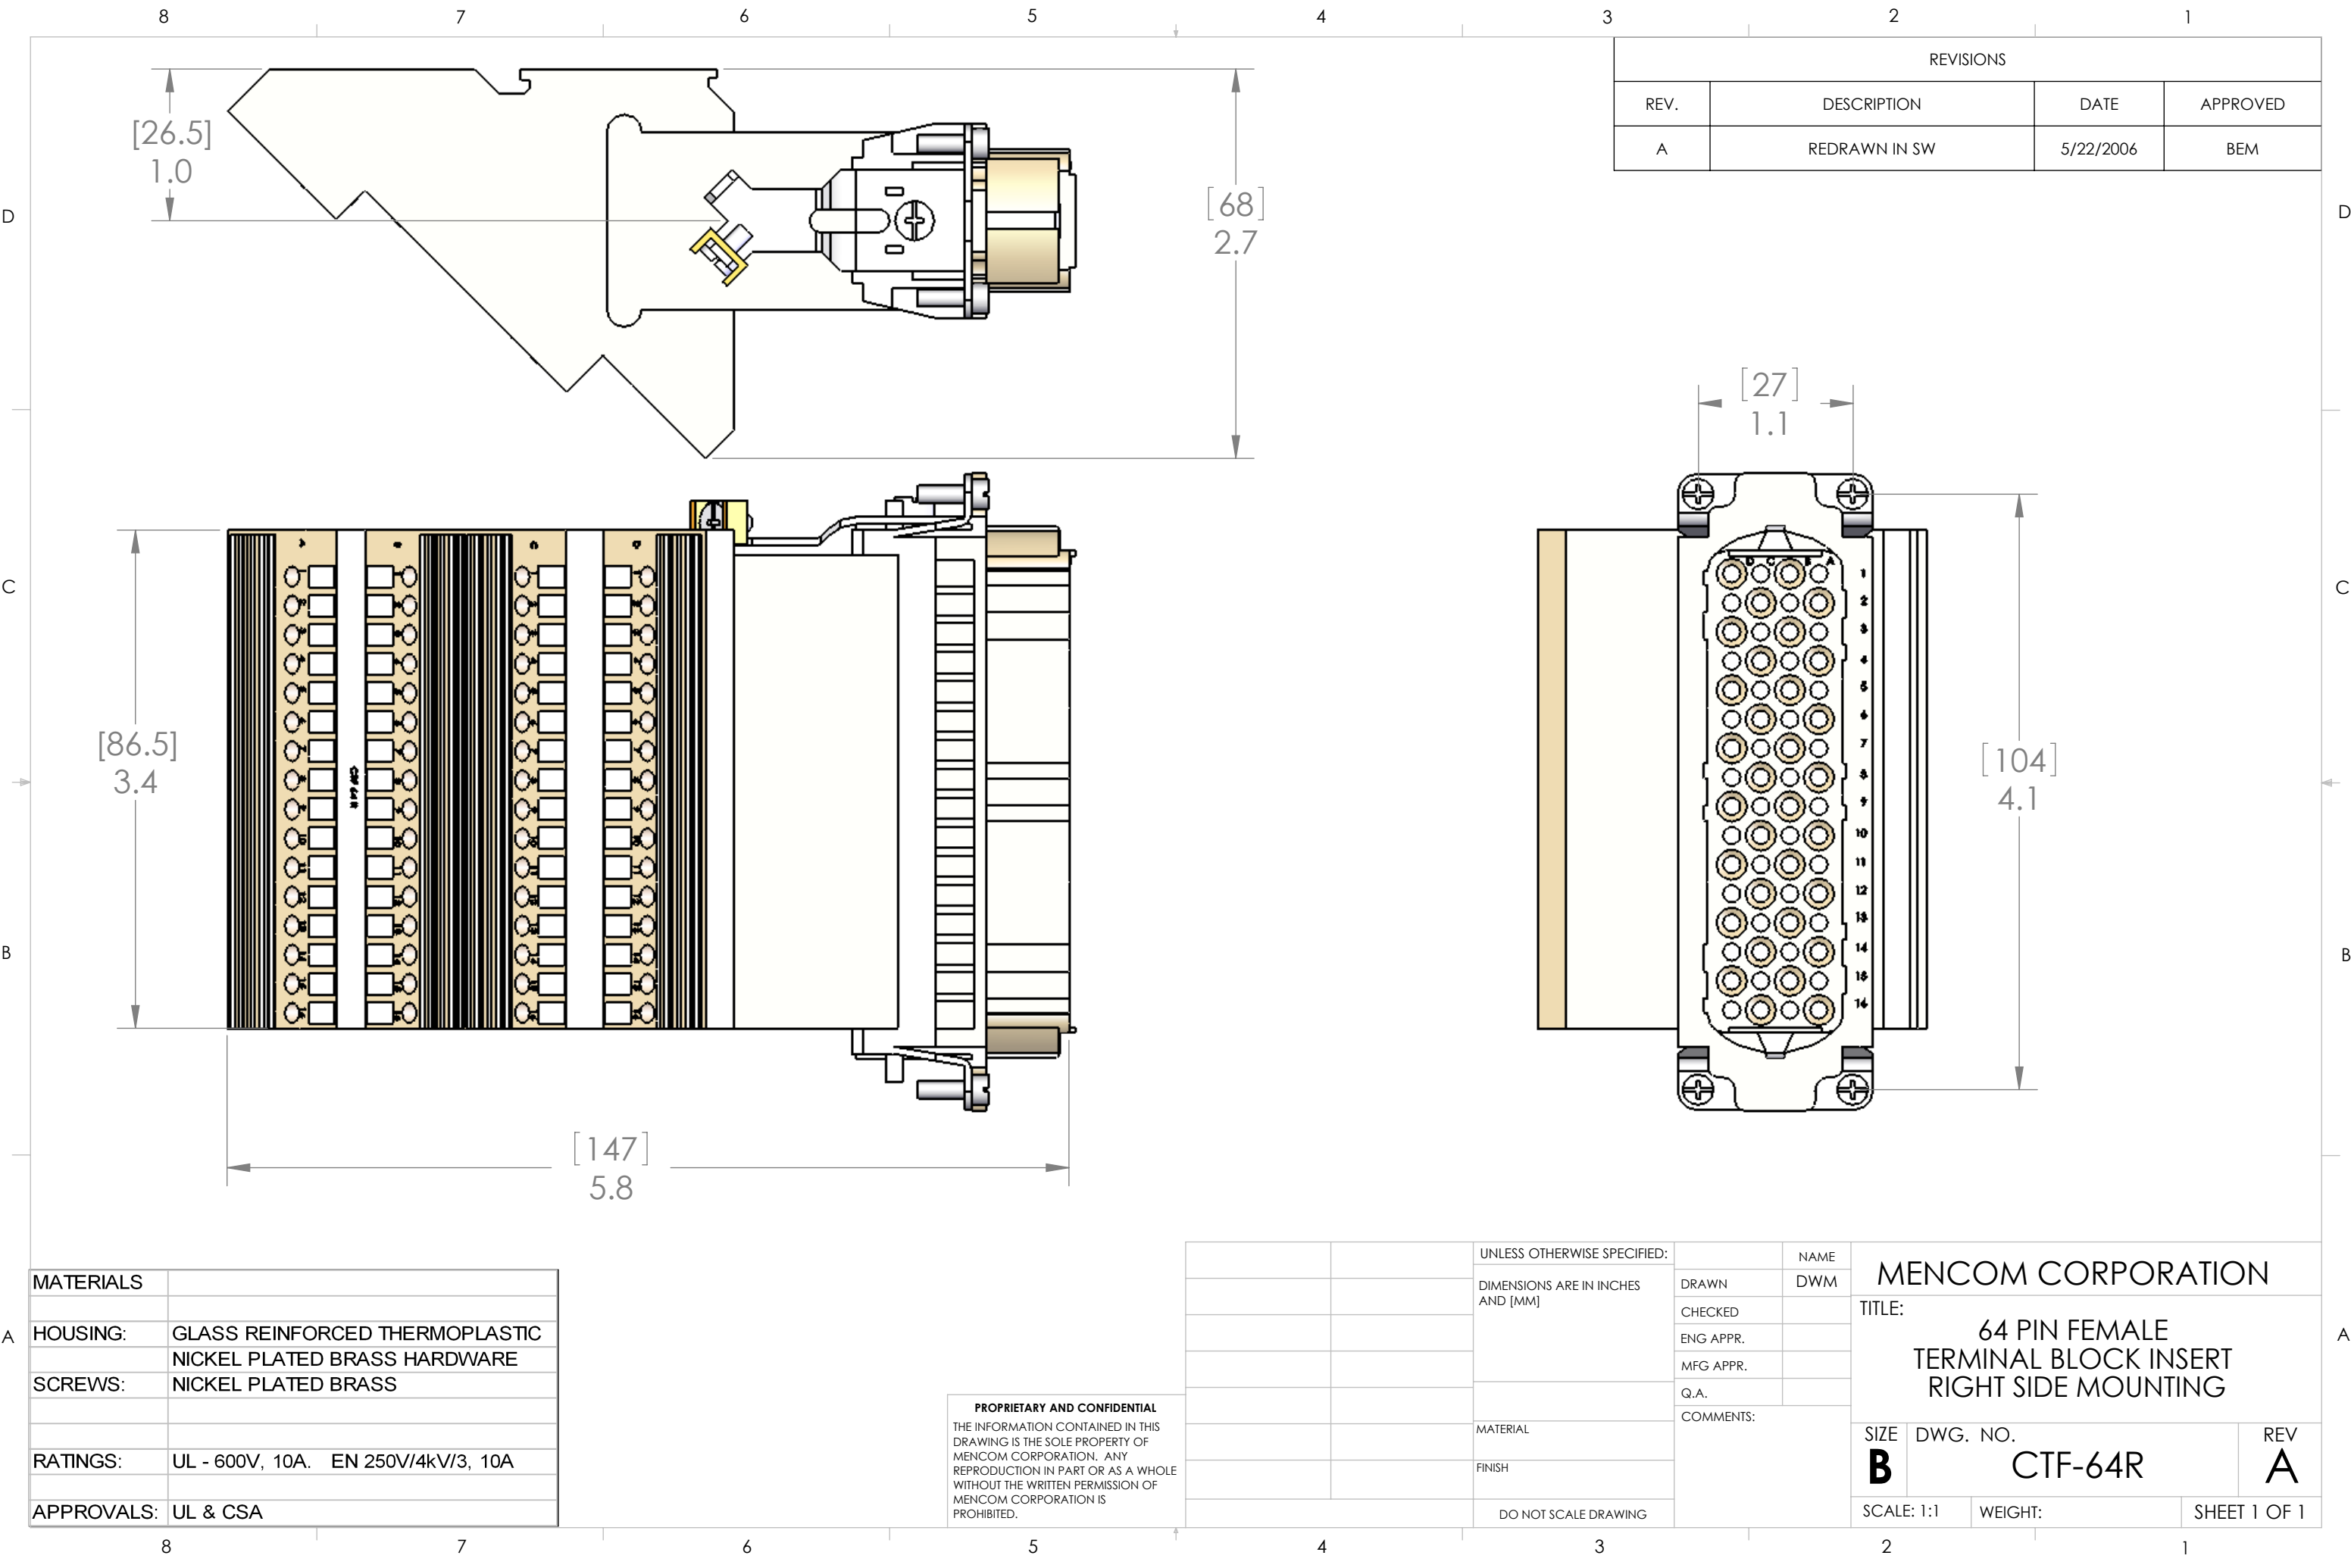 8 7 6 5 4 3 2 1
REVISIONS
REV. DESCRIPTION DATE APPROVED
A REDRAWN IN SW 5/22/2006 BEM
D D
[26.5]
1.0
[68]
2.7
[27]
1.1
C C
[86.5]
3.4
CTF 64 R
D C B A
1
2
3
4
5
6
7
8
9
10
11
12
13
14
15
16
[104]
4.1
B B
[147]
5.8
MATERIALS
HOUSING: GLASS REINFORCED THERMOPLASTIC
NICKEL PLATED BRASS HARDWARE
SCREWS: NICKEL PLATED BRASS
RATINGS: UL - 600V, 10A. EN 250V/4kV/3, 10A
APPROVALS: UL & CSA
A A
PROPRIETARY AND CONFIDENTIAL
THE INFORMATION CONTAINED IN THIS
DRAWING IS THE SOLE PROPERTY OF
MENCOM CORPORATION. ANY
REPRODUCTION IN PART OR AS A WHOLE
WITHOUT THE WRITTEN PERMISSION OF
MENCOM CORPORATION IS
PROHIBITED.
UNLESS OTHERWISE SPECIFIED:
DIMENSIONS ARE IN INCHES
AND [MM]
MATERIAL
FINISH
DO NOT SCALE DRAWING
NAME
DRAWN DWM
CHECKED
ENG APPR.
MFG APPR.
Q.A.
COMMENTS:
MENCOM CORPORATION
TITLE:
64 PIN FEMALE
TERMINAL BLOCK INSERT
RIGHT SIDE MOUNTING
SIZE DWG. NO. REV
B CTF-64R A
SCALE: 1:1 WEIGHT: SHEET 1 OF 1
8 7 6 5 4 3 2 1